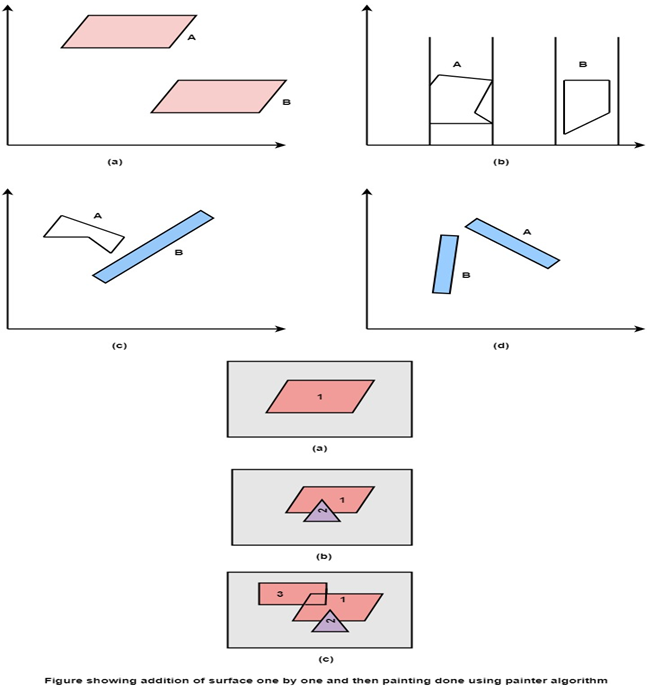 A
B
(a)
A
B
(b)
A
B
(c)
A
B
(d)
1
(a)
1
2
(b)
3
1
2
(c)
Figure showing addition of surface one by one and then painting done using painter algorithm